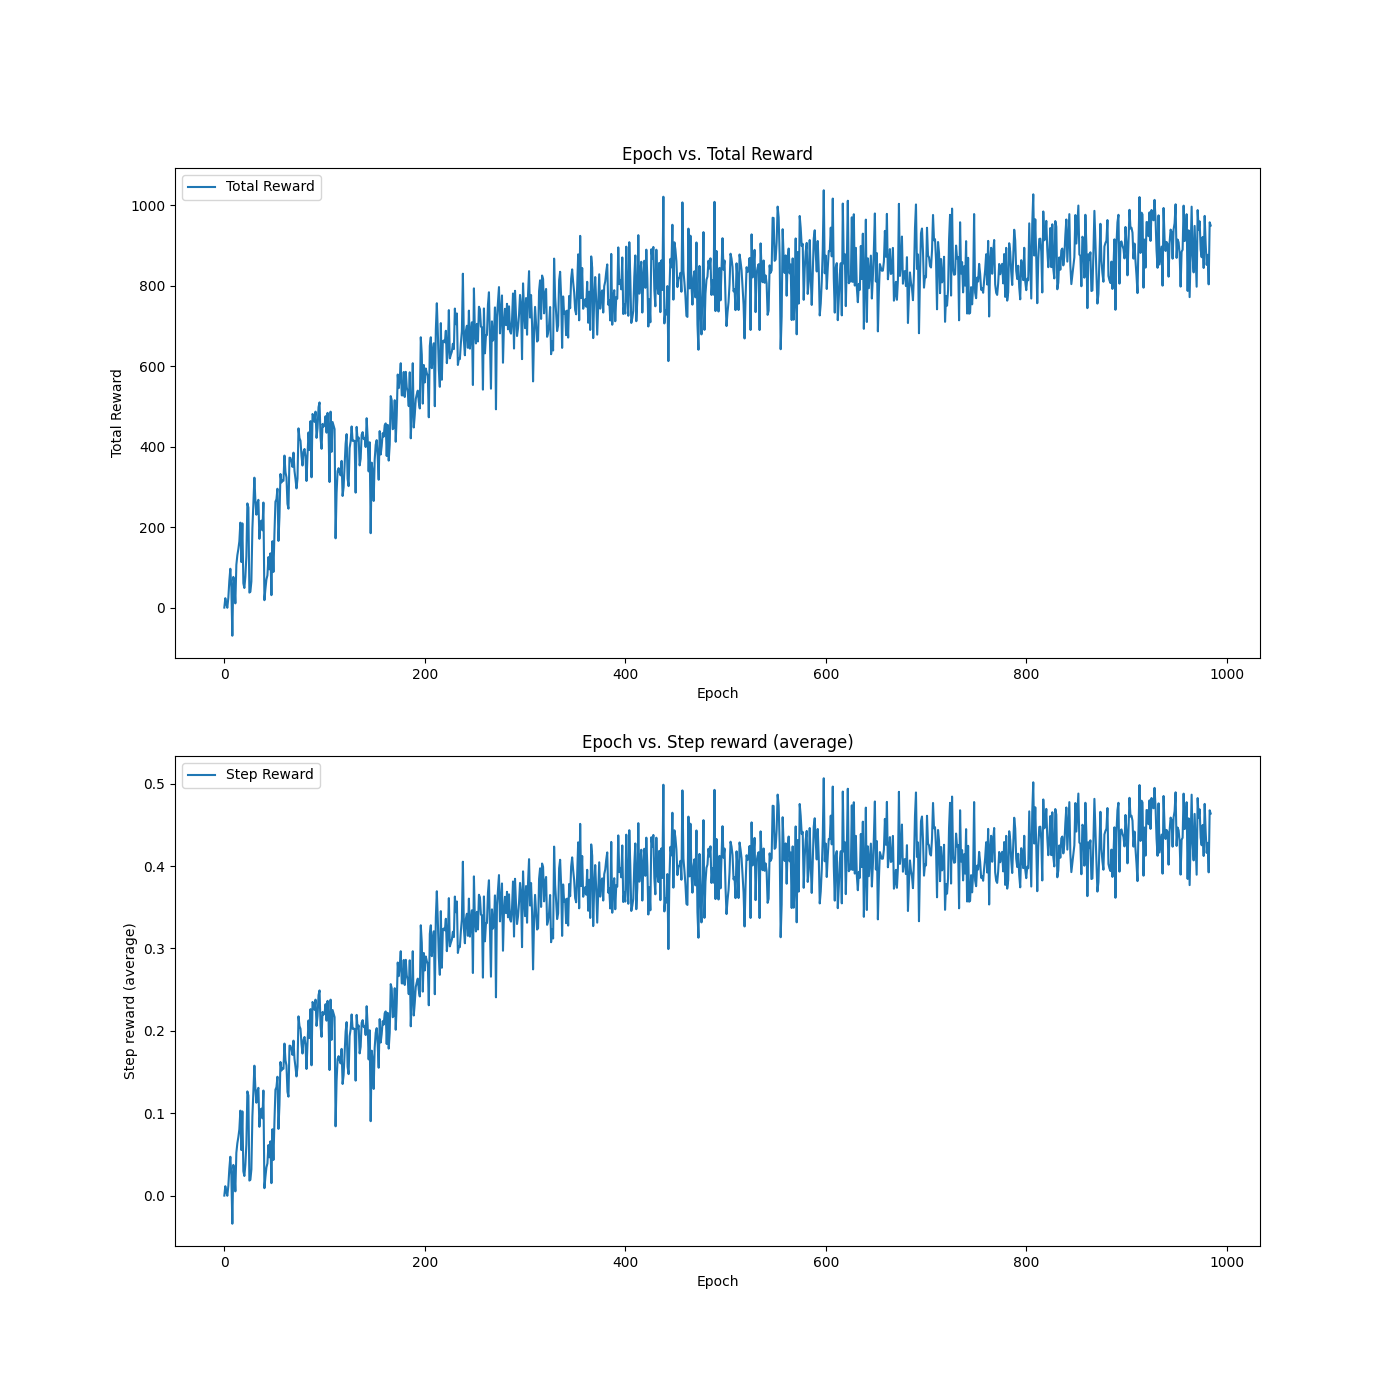 Epoch vs. Total Reward
Total Reward
1000
800
600
400
200
0
Total Reward
0 200 400 600 800 1000
Epoch
Epoch vs. Step reward (average)
Step Reward
0.5
0.4
0.3
0.2
0.1
0.0
Step reward (average)
0 200 400 600 800 1000
Epoch